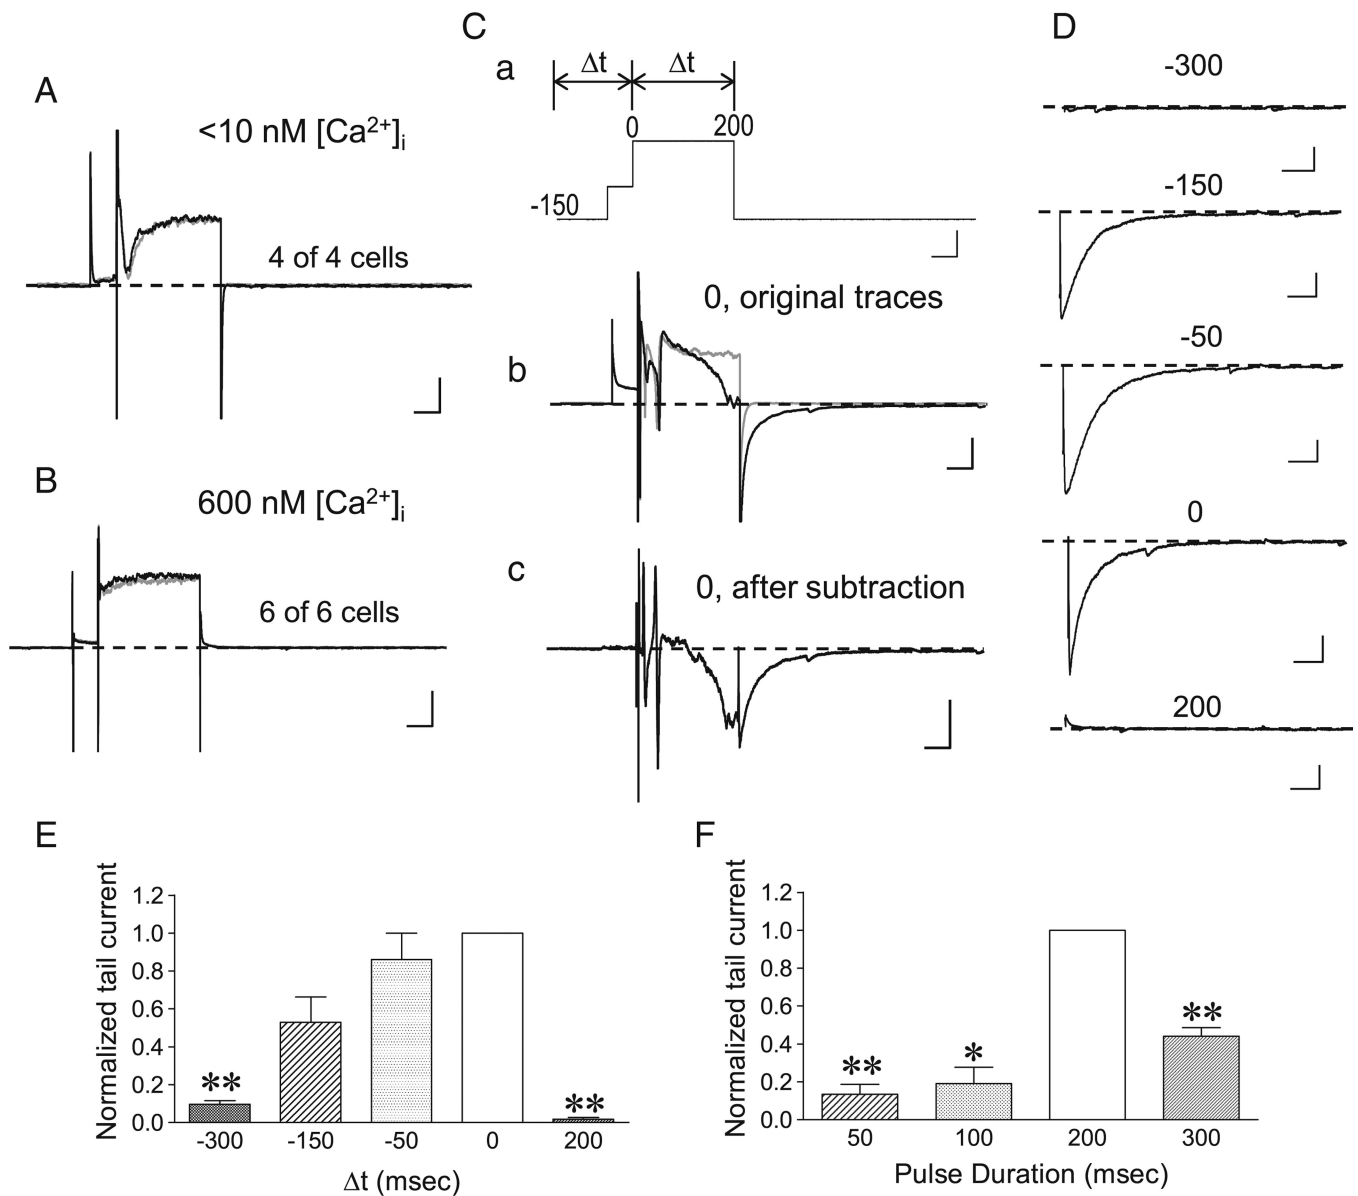 A
<10 nM [Ca²⁺]i
4 of 4 cells
B
600 nM [Ca²⁺]i
6 of 6 cells
C
a
Δt Δt
0 200
-150
b
0, original traces
c
0, after subtraction
D
-300
-150
-50
0
200
E
Normalized tail current
1.2
1.0
0.8
0.6
0.4
0.2
0.0
**
**
-300 -150 -50 0 200
Δt (msec)
F
Normalized tail current
1.2
1.0
0.8
0.6
0.4
0.2
0.0
**
*
**
50 100 200 300
Pulse Duration (msec)